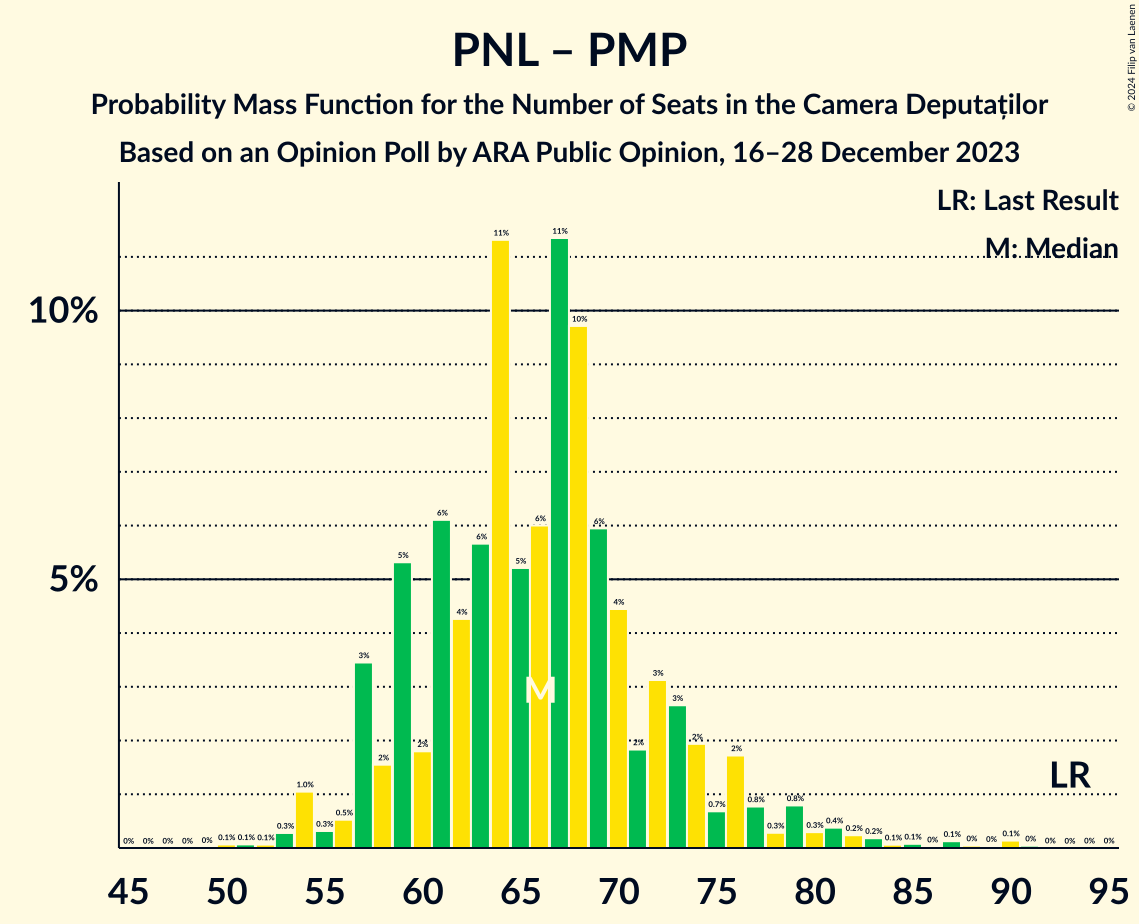 PNL – PMP
Probability Mass Function for the Number of Seats in the Camera Deputaților
Based on an Opinion Poll by ARA Public Opinion, 16–28 December 2023
© 2024 Filip van Laenen
LR: Last Result
M: Median
10%
5%
0% 0% 0% 0% 0% 0.1% 0.1% 0.1% 0.3% 1.0% 0.3% 0.5% 3% 2% 5% 2% 6% 4% 6% 11% 5% 6% 11% 10% 6% 4% 2% 3% 3% 2% 0.7% 2% 0.8% 0.3% 0.8% 0.3% 0.4% 0.2% 0.2% 0.1% 0.1% 0% 0.1% 0% 0% 0.1% 0% 0% 0% 0% 0%
M
LR
45 50 55 60 65 70 75 80 85 90 95